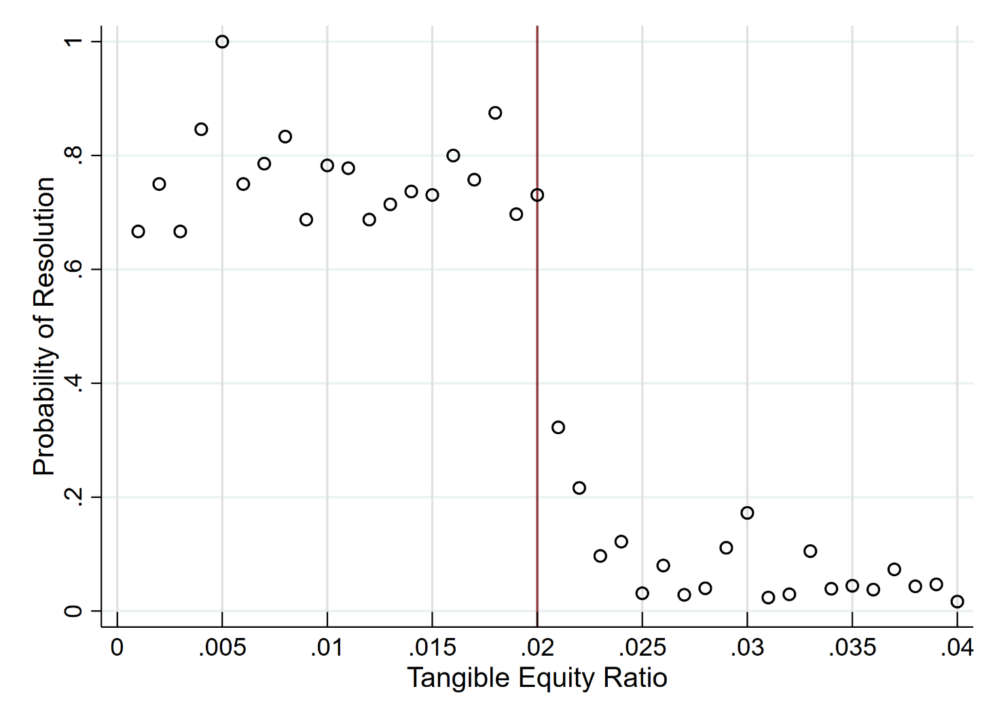 Probability of Resolution
1
.8
.6
.4
.2
0
0 .005 .01 .015 .02 .025 .03 .035 .04
Tangible Equity Ratio